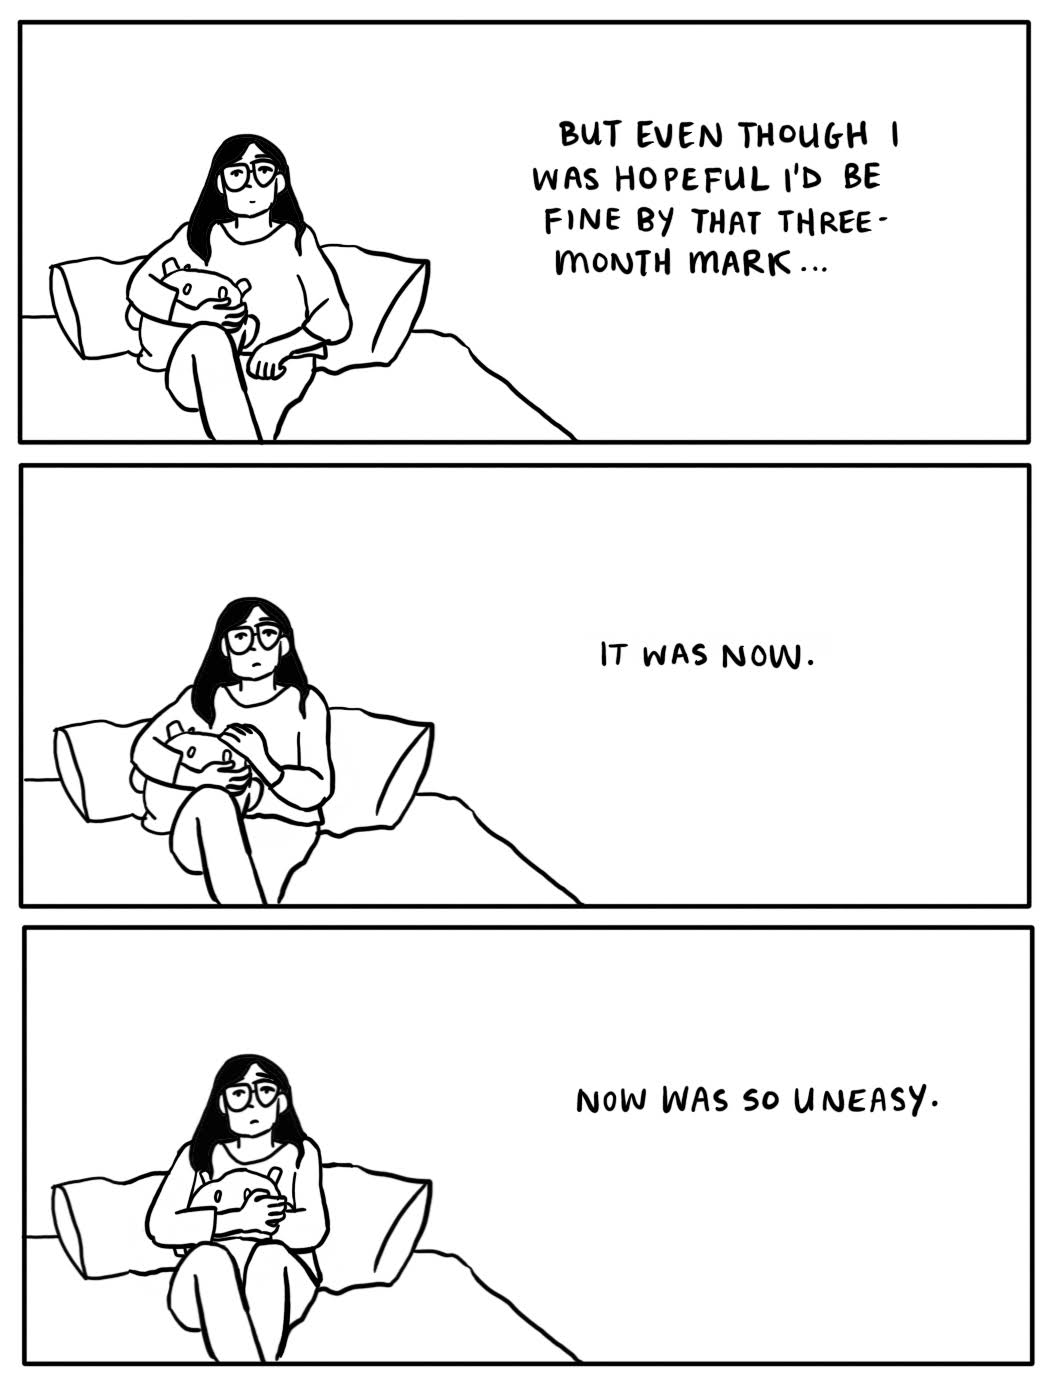 BUT EVEN THOUGH I
WAS HOPEFUL I'D BE
FINE BY THAT THREE-
MONTH MARK...
IT WAS NOW.
NOW WAS SO UNEASY.